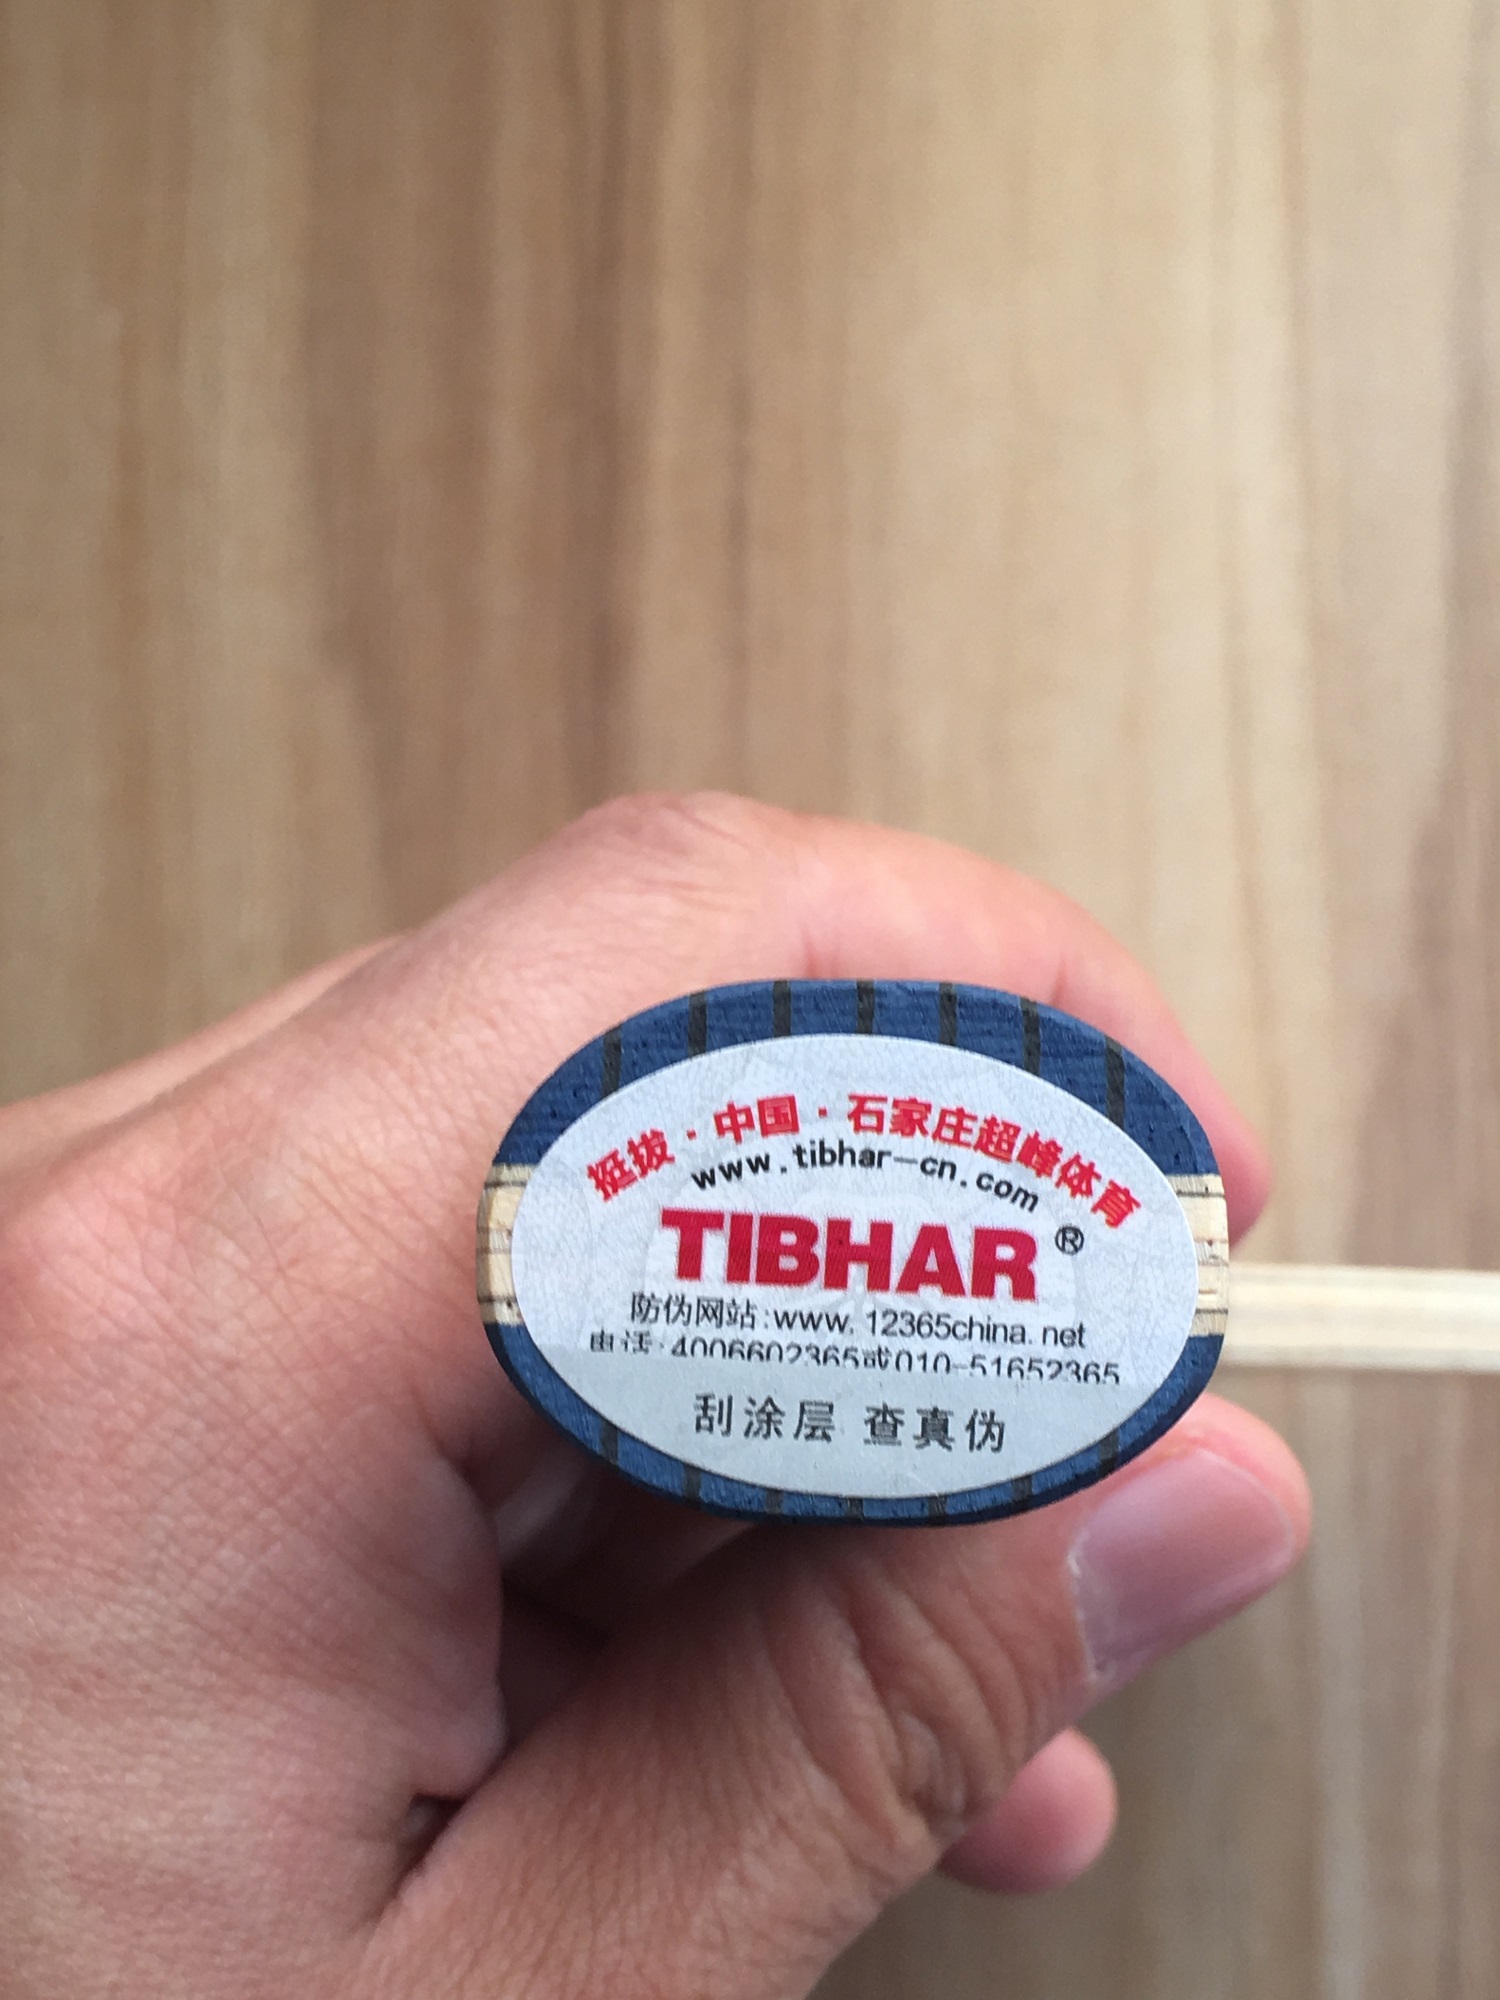 挺拔·中国·石家庄超峰体育
www.tibhar-cn.com
TIBHAR®
防伪网站:www.12365china.net
电话:4006602365或010-51652365
刮涂层 查真伪